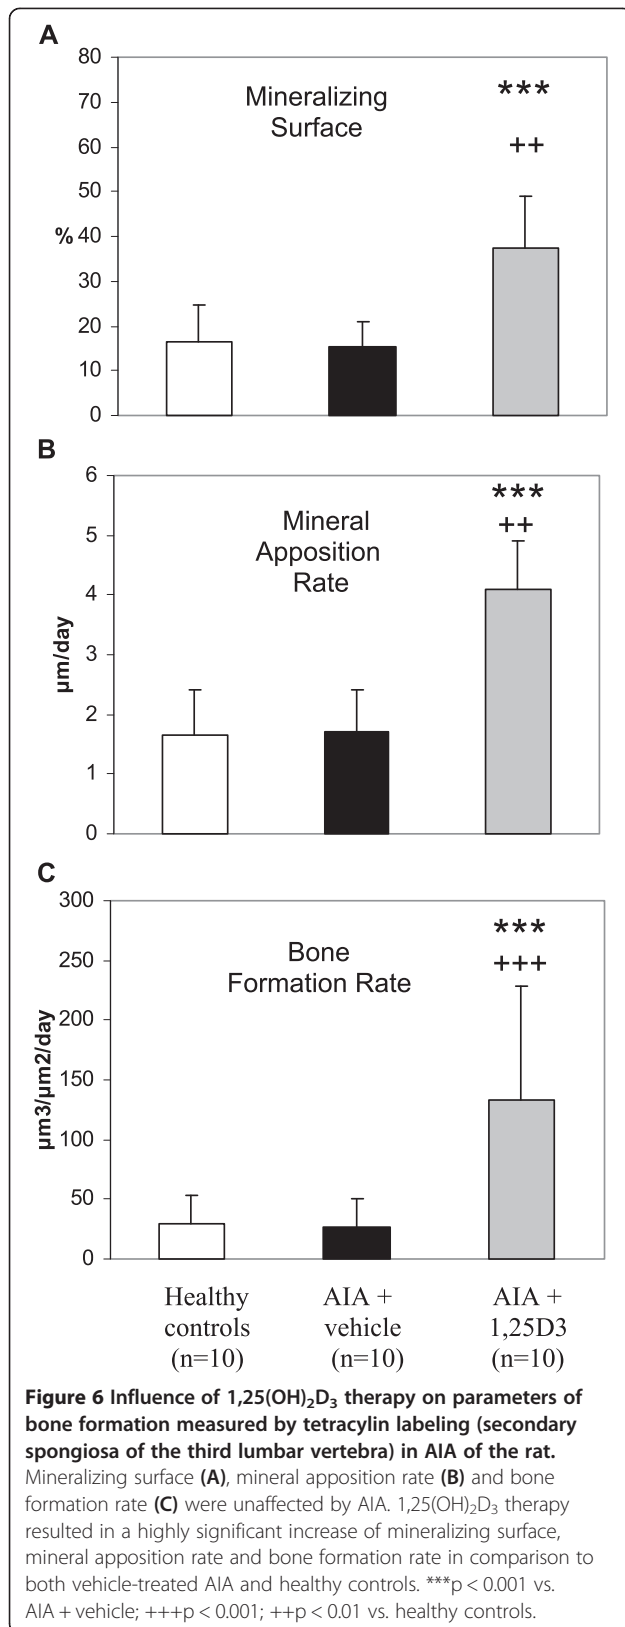 A
80
70
60
50
% 40
30
20
10
0
Mineralizing
Surface
***
++
B
6
5
4
3
2
1
0
µm/day
Mineral
Apposition
Rate
***
++
C
300
250
200
150
100
50
0
µm3/µm2/day
Bone
Formation Rate
***
+++
Healthy controls (n=10)
AIA + vehicle (n=10)
AIA + 1,25D3 (n=10)
Figure 6 Influence of 1,25(OH)₂D₃ therapy on parameters of
bone formation measured by tetracylin labeling (secondary
spongiosa of the third lumbar vertebra) in AIA of the rat.
Mineralizing surface (A), mineral apposition rate (B) and bone
formation rate (C) were unaffected by AIA. 1,25(OH)₂D₃ therapy
resulted in a highly significant increase of mineralizing surface,
mineral apposition rate and bone formation rate in comparison to
both vehicle-treated AIA and healthy controls. ***p < 0.001 vs.
AIA + vehicle; +++p < 0.001; ++p < 0.01 vs. healthy controls.